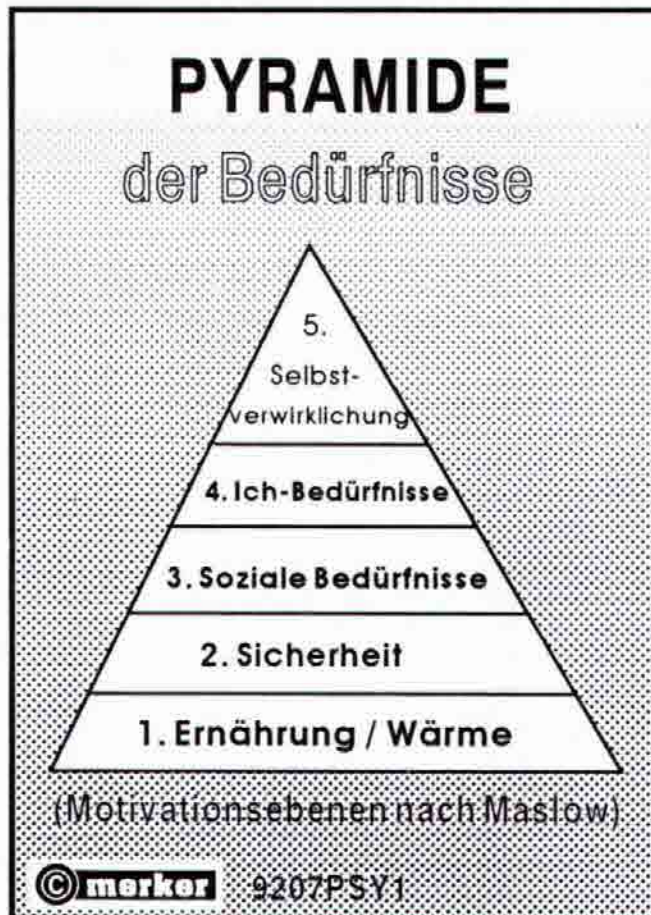 PYRAMIDE
der Bedürfnisse
5.
Selbst-
verwirklichung
4. Ich-Bedürfnisse
3. Soziale Bedürfnisse
2. Sicherheit
1. Ernährung / Wärme
(Motivationsebenen nach Maslow)
© merker 9207PSY1